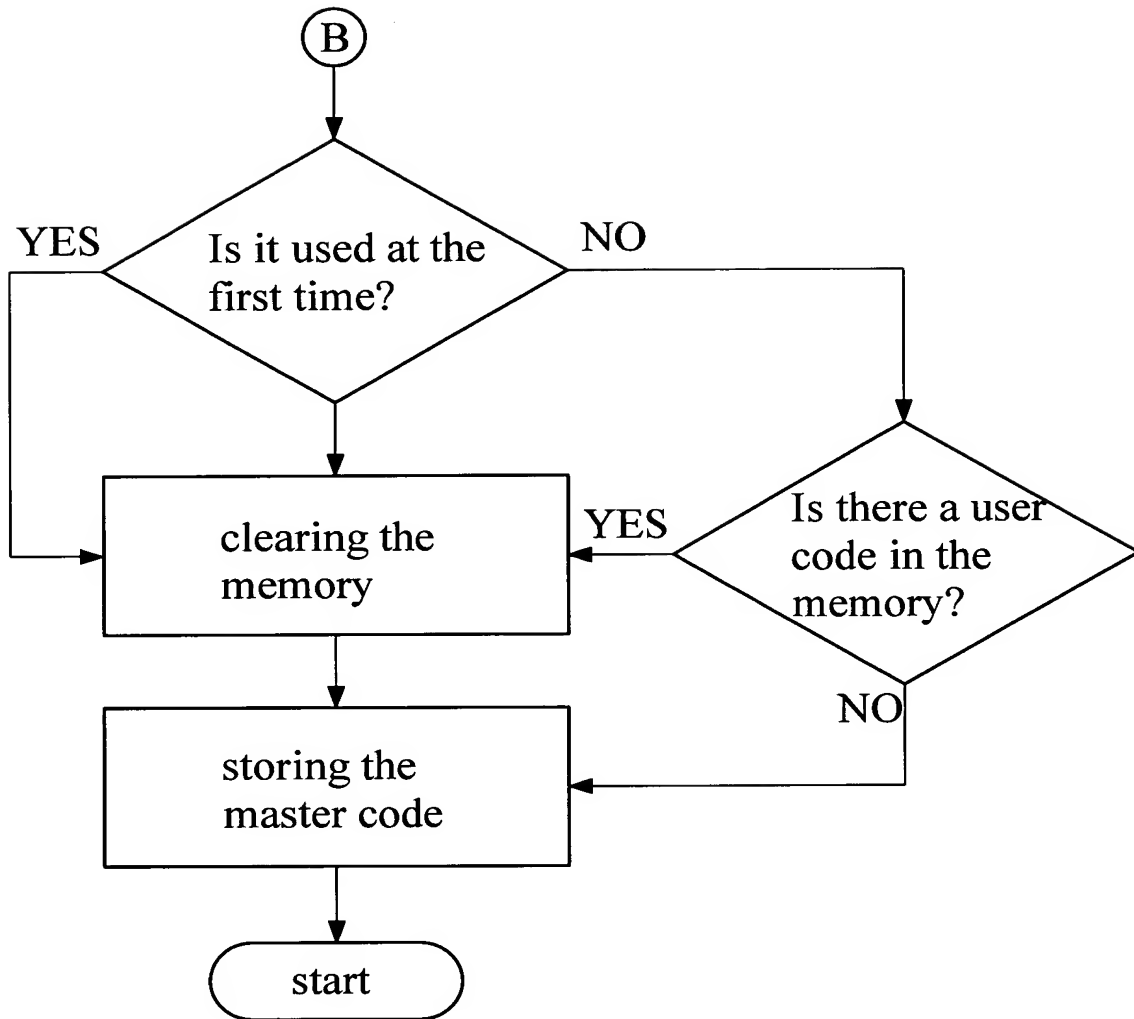 B
YES
NO
Is it used at the
first time?
YES
Is there a user
code in the
memory?
clearing the
memory
NO
storing the
master code
start